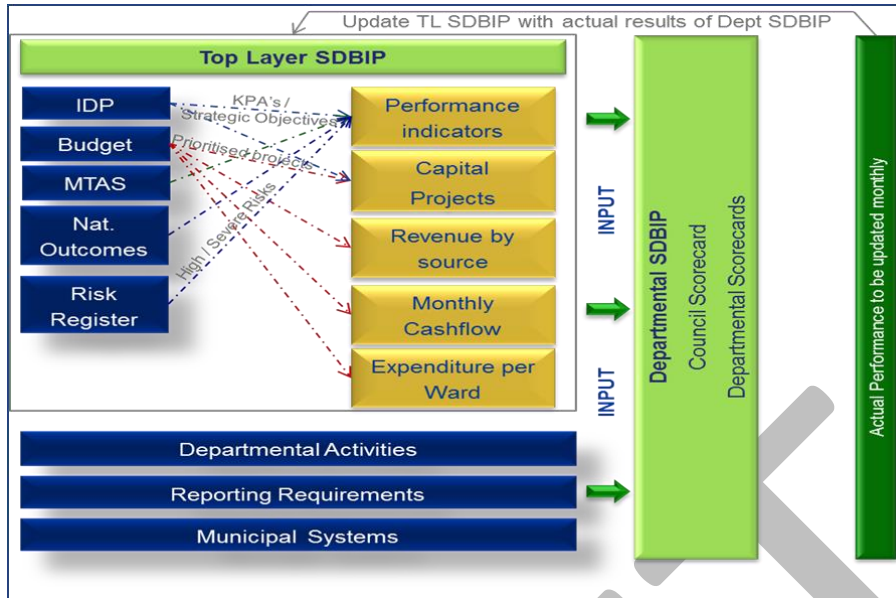 Update TL SDBIP with actual results of Dept SDBIP
Top Layer SDBIP
IDP
Budget
MTAS
Nat.
Outcomes
Risk
Register
KPA's /
Strategic Objectives
Prioritised projects
High / Severe Risks
Performance
indicators
Capital
Projects
Revenue by
source
Monthly
Cashflow
Expenditure per
Ward
INPUT
INPUT
Departmental SDBIP
Council Scorecard
Departmental Scorecards
Actual Performance to be updated monthly
Departmental Activities
Reporting Requirements
Municipal Systems